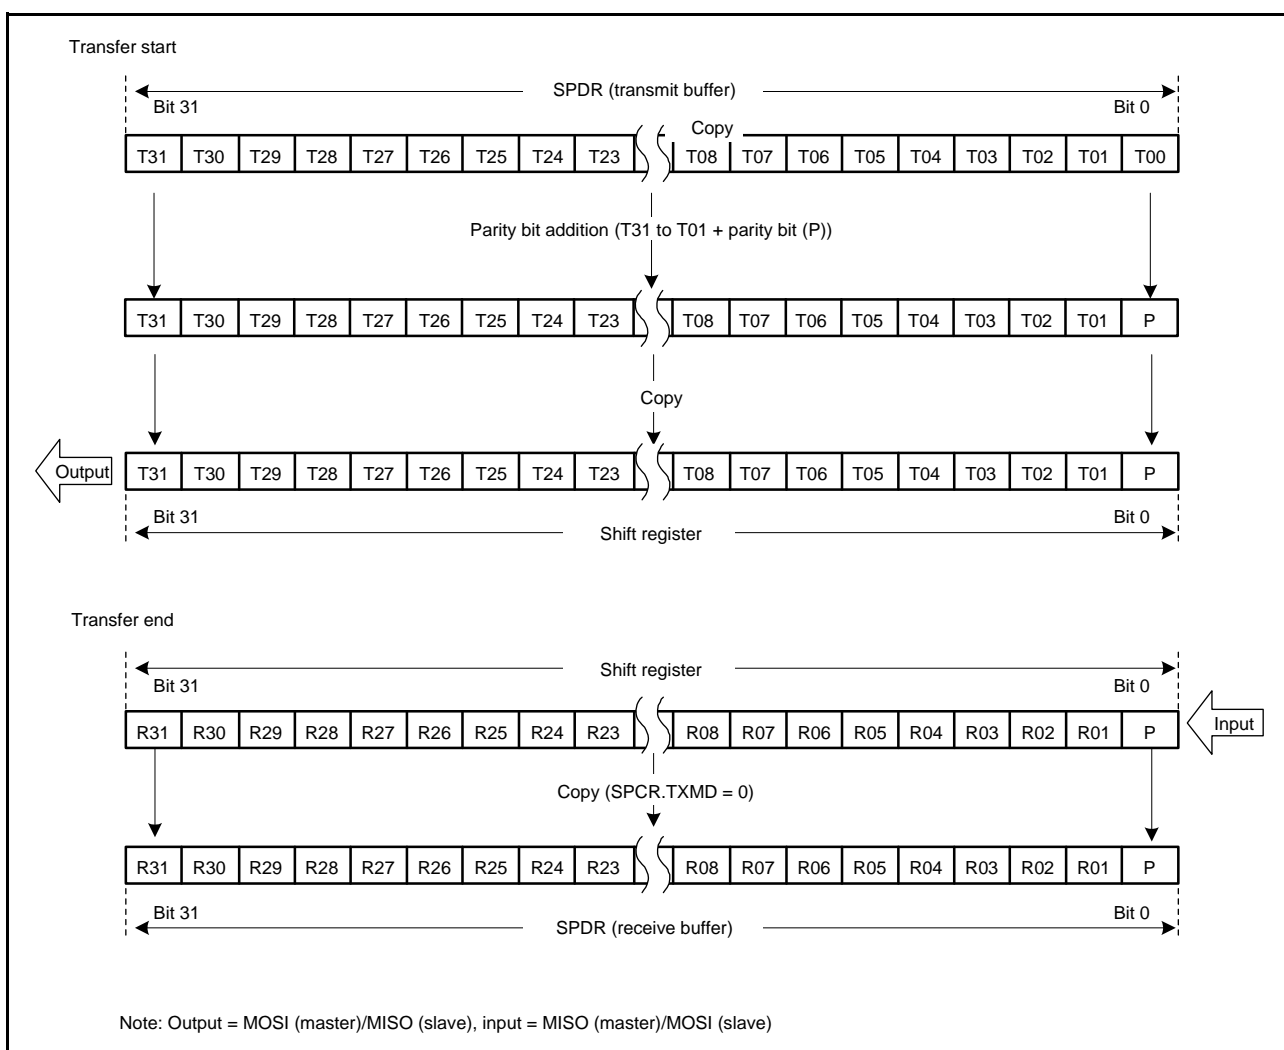 Transfer start
SPDR (transmit buffer)
Bit 31 Bit 0
Copy
T31 T30 T29 T28 T27 T26 T25 T24 T23 T08 T07 T06 T05 T04 T03 T02 T01 T00
Parity bit addition (T31 to T01 + parity bit (P))
T31 T30 T29 T28 T27 T26 T25 T24 T23 T08 T07 T06 T05 T04 T03 T02 T01 P
Copy
Output T31 T30 T29 T28 T27 T26 T25 T24 T23 T08 T07 T06 T05 T04 T03 T02 T01 P
Bit 31 Bit 0
Shift register
Transfer end
Shift register
Bit 31 Bit 0
R31 R30 R29 R28 R27 R26 R25 R24 R23 R08 R07 R06 R05 R04 R03 R02 R01 P Input
Copy (SPCR.TXMD = 0)
R31 R30 R29 R28 R27 R26 R25 R24 R23 R08 R07 R06 R05 R04 R03 R02 R01 P
Bit 31 Bit 0
SPDR (receive buffer)
Note: Output = MOSI (master)/MISO (slave), input = MISO (master)/MOSI (slave)